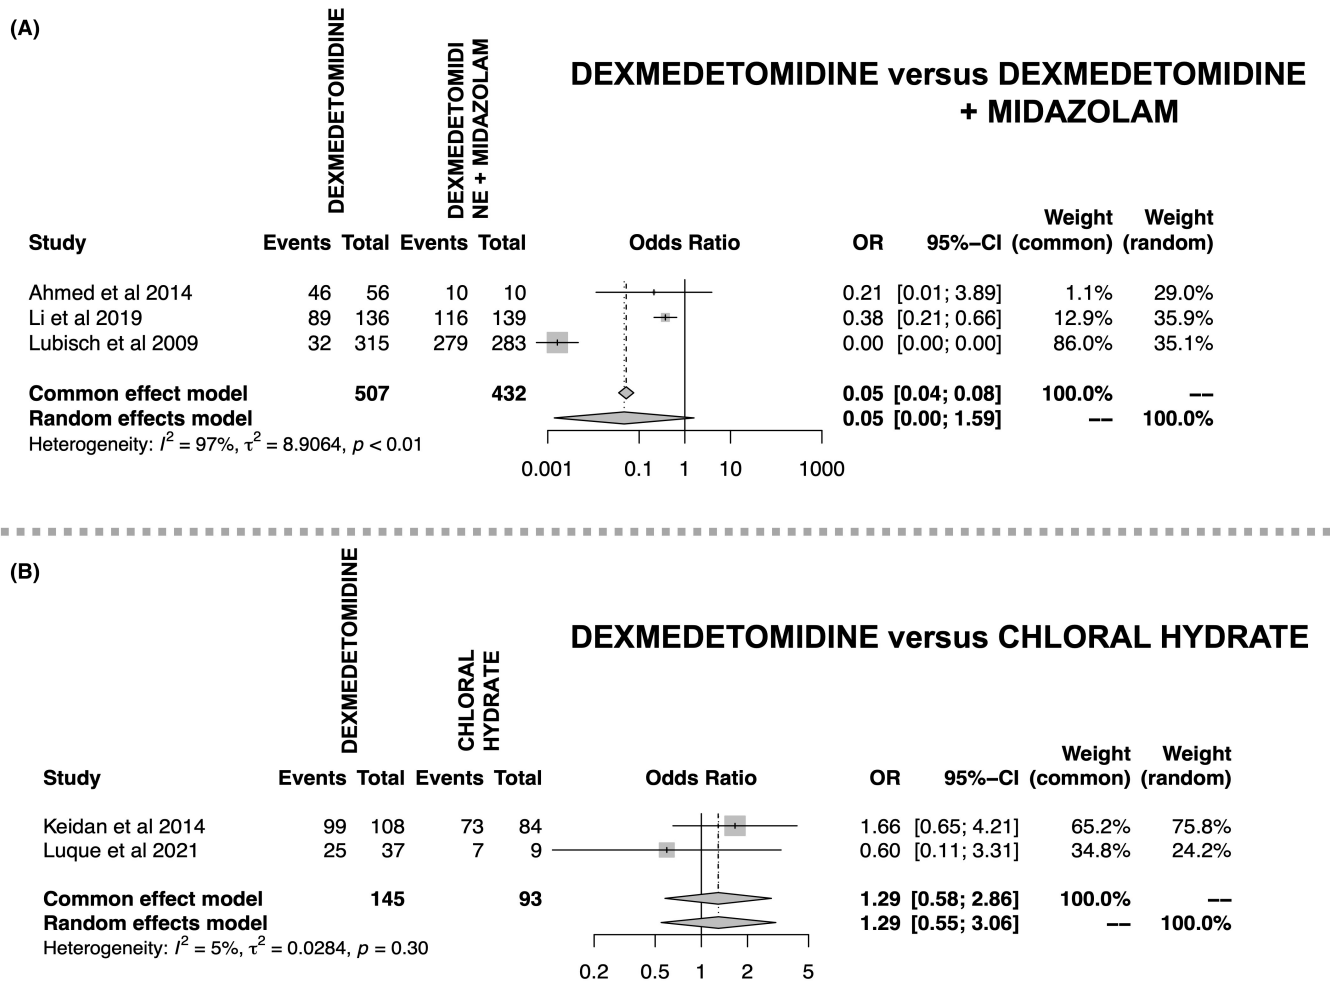 (A)
DEXMEDETOMIDINE
DEXMEDETOMIDI
NE + MIDAZOLAM
DEXMEDETOMIDINE versus DEXMEDETOMIDINE
+ MIDAZOLAM
Weight Weight
Study Events Total Events Total Odds Ratio OR 95%−CI (common) (random)
Ahmed et al 2014 46 56 10 10 0.21 [0.01; 3.89] 1.1% 29.0%
Li et al 2019 89 136 116 139 0.38 [0.21; 0.66] 12.9% 35.9%
Lubisch et al 2009 32 315 279 283 0.00 [0.00; 0.00] 86.0% 35.1%
Common effect model 507 432 0.05 [0.04; 0.08] 100.0% −−
Random effects model 0.05 [0.00; 1.59] −− 100.0%
Heterogeneity: I² = 97%, τ² = 8.9064, p < 0.01
0.001 0.1 1 10 1000
(B)
DEXMEDETOMIDINE
CHLORAL
HYDRATE
DEXMEDETOMIDINE versus CHLORAL HYDRATE
Weight Weight
Study Events Total Events Total Odds Ratio OR 95%−CI (common) (random)
Keidan et al 2014 99 108 73 84 1.66 [0.65; 4.21] 65.2% 75.8%
Luque et al 2021 25 37 7 9 0.60 [0.11; 3.31] 34.8% 24.2%
Common effect model 145 93 1.29 [0.58; 2.86] 100.0% −−
Random effects model 1.29 [0.55; 3.06] −− 100.0%
Heterogeneity: I² = 5%, τ² = 0.0284, p = 0.30
0.2 0.5 1 2 5